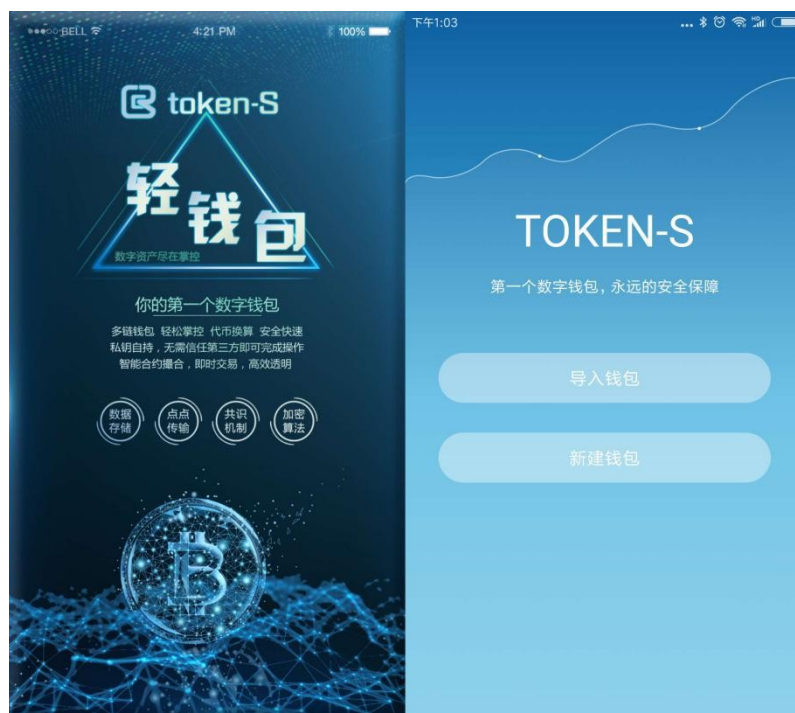 BELL
4:21 PM
100%
token-S
轻钱包
数字资产尽在掌控
你的第一个数字钱包
多链钱包 轻松掌控 代币换算 安全快速
私钥自持,无需信任第三方即可完成操作
智能合约撮合,即时交易,高效透明
数据
存储
点点
传输
共识
机制
加密
算法
下午1:03
TOKEN-S
第一个数字钱包,永远的安全保障
导入钱包
新建钱包